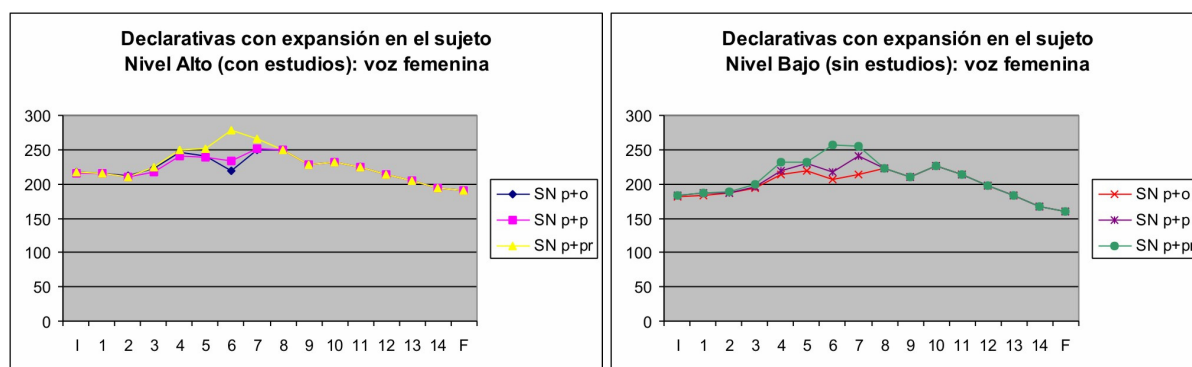 Declarativas con expansión en el sujeto
Nivel Alto (con estudios): voz femenina
300
250
200
150
100
50
0
I 1 2 3 4 5 6 7 8 9 10 11 12 13 14 F
SN p+o
SN p+p
SN p+pr
Declarativas con expansión en el sujeto
Nivel Bajo (sin estudios): voz femenina
300
250
200
150
100
50
0
I 1 2 3 4 5 6 7 8 9 10 11 12 13 14 F
SN p+o
SN p+p
SN p+pr